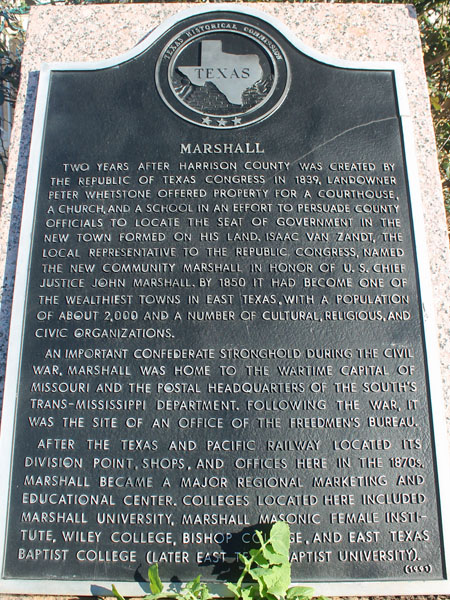 TEXAS HISTORICAL COMMISSION
TEXAS
MARSHALL
TWO YEARS AFTER HARRISON COUNTY WAS CREATED BY
THE REPUBLIC OF TEXAS CONGRESS IN 1839, LANDOWNER
PETER WHETSTONE OFFERED PROPERTY FOR A COURTHOUSE,
A CHURCH, AND A SCHOOL IN AN EFFORT TO PERSUADE COUNTY
OFFICIALS TO LOCATE THE SEAT OF GOVERNMENT IN THE
NEW TOWN FORMED ON HIS LAND. ISAAC VAN ZANDT, THE
LOCAL REPRESENTATIVE TO THE REPUBLIC CONGRESS, NAMED
THE NEW COMMUNITY MARSHALL IN HONOR OF U. S. CHIEF
JUSTICE JOHN MARSHALL. BY 1850 IT HAD BECOME ONE OF
THE WEALTHIEST TOWNS IN EAST TEXAS, WITH A POPULATION
OF ABOUT 2,000 AND A NUMBER OF CULTURAL, RELIGIOUS, AND
CIVIC ORGANIZATIONS.
AN IMPORTANT CONFEDERATE STRONGHOLD DURING THE CIVIL
WAR, MARSHALL WAS HOME TO THE WARTIME CAPITAL OF
MISSOURI AND THE POSTAL HEADQUARTERS OF THE SOUTH'S
TRANS-MISSISSIPPI DEPARTMENT. FOLLOWING THE WAR, IT
WAS THE SITE OF AN OFFICE OF THE FREEDMEN'S BUREAU.
AFTER THE TEXAS AND PACIFIC RAILWAY LOCATED ITS
DIVISION POINT, SHOPS, AND OFFICES HERE IN THE 1870s,
MARSHALL BECAME A MAJOR REGIONAL MARKETING AND
EDUCATIONAL CENTER. COLLEGES LOCATED HERE INCLUDED
MARSHALL UNIVERSITY, MARSHALL MASONIC FEMALE INSTI-
TUTE, WILEY COLLEGE, BISHOP COLLEGE, AND EAST TEXAS
BAPTIST COLLEGE (LATER EAST TEXAS BAPTIST UNIVERSITY).